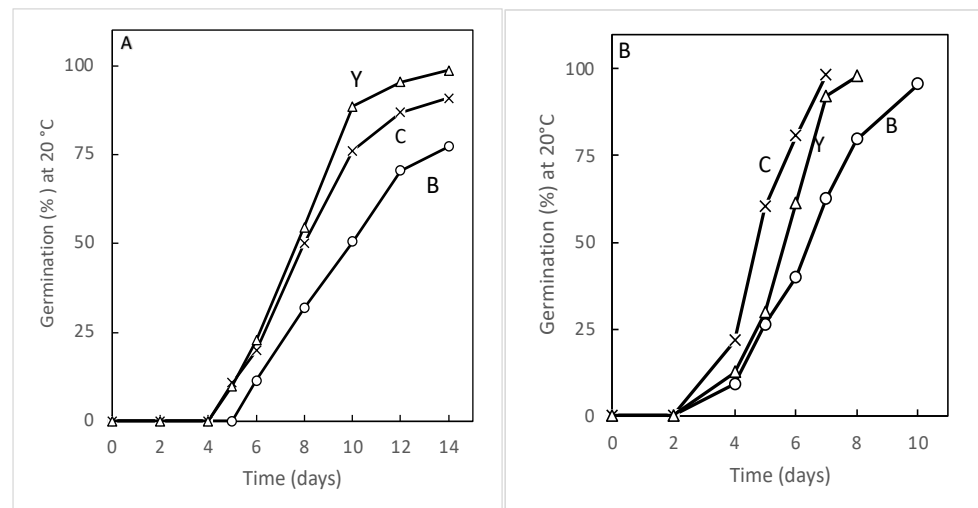 A
Germination (% ) at 20 °C
100
75
50
25
0
Y
C
B
0 2 4 6 8 10 12 14
Time (days)
B
Germination (%) at 20°C
100
75
50
25
0
C
Y
B
0 2 4 6 8 10
Time (days)